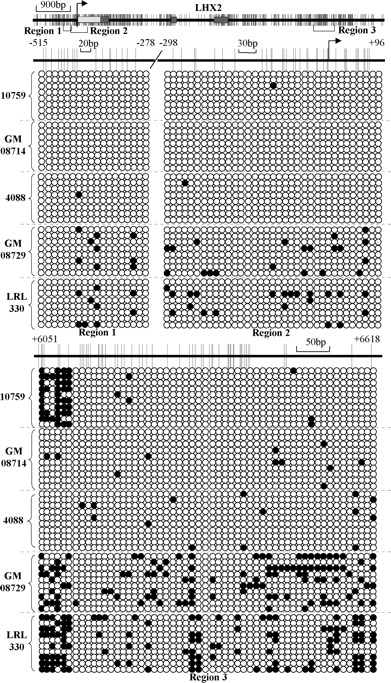 900bp
LHX2
Region 1
Region 2
Region 3
-515
20bp
-278
-298
30bp
+96
10759
GM
08714
4088
GM
08729
LRL
330
Region 1
Region 2
+6051
50bp
+6618
10759
GM
08714
4088
GM
08729
LRL
330
Region 3